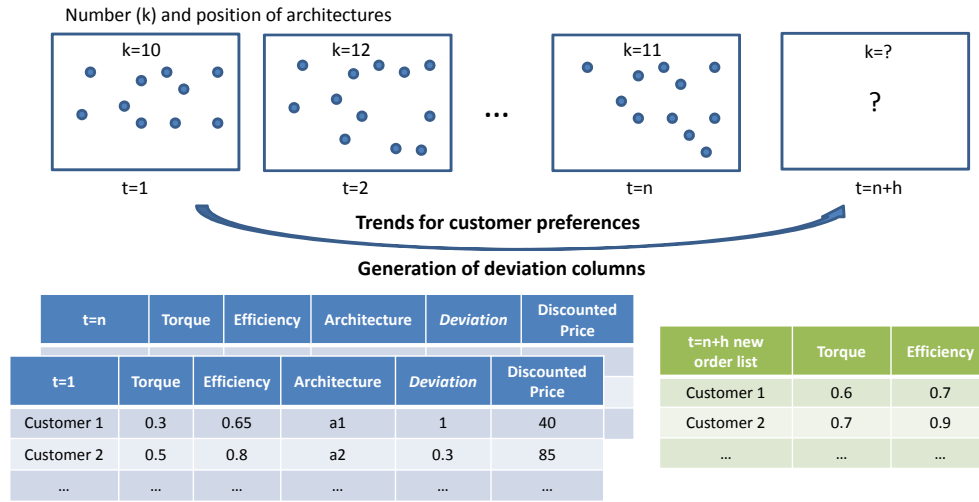 Number (k) and position of architectures
k=10
k=12
k=11
k=?
?
...
t=1
t=2
t=n
t=n+h
Trends for customer preferences
Generation of deviation columns
t=n Torque Efficiency Architecture Deviation Discounted
Price
t=1 Torque Efficiency Architecture Deviation Discounted
Price
Customer 1 0.3 0.65 a1 1 40
Customer 2 0.5 0.8 a2 0.3 85
... ... ... ... ... ...
t=n+h new
order list Torque Efficiency
Customer 1 0.6 0.7
Customer 2 0.7 0.9
... ... ...